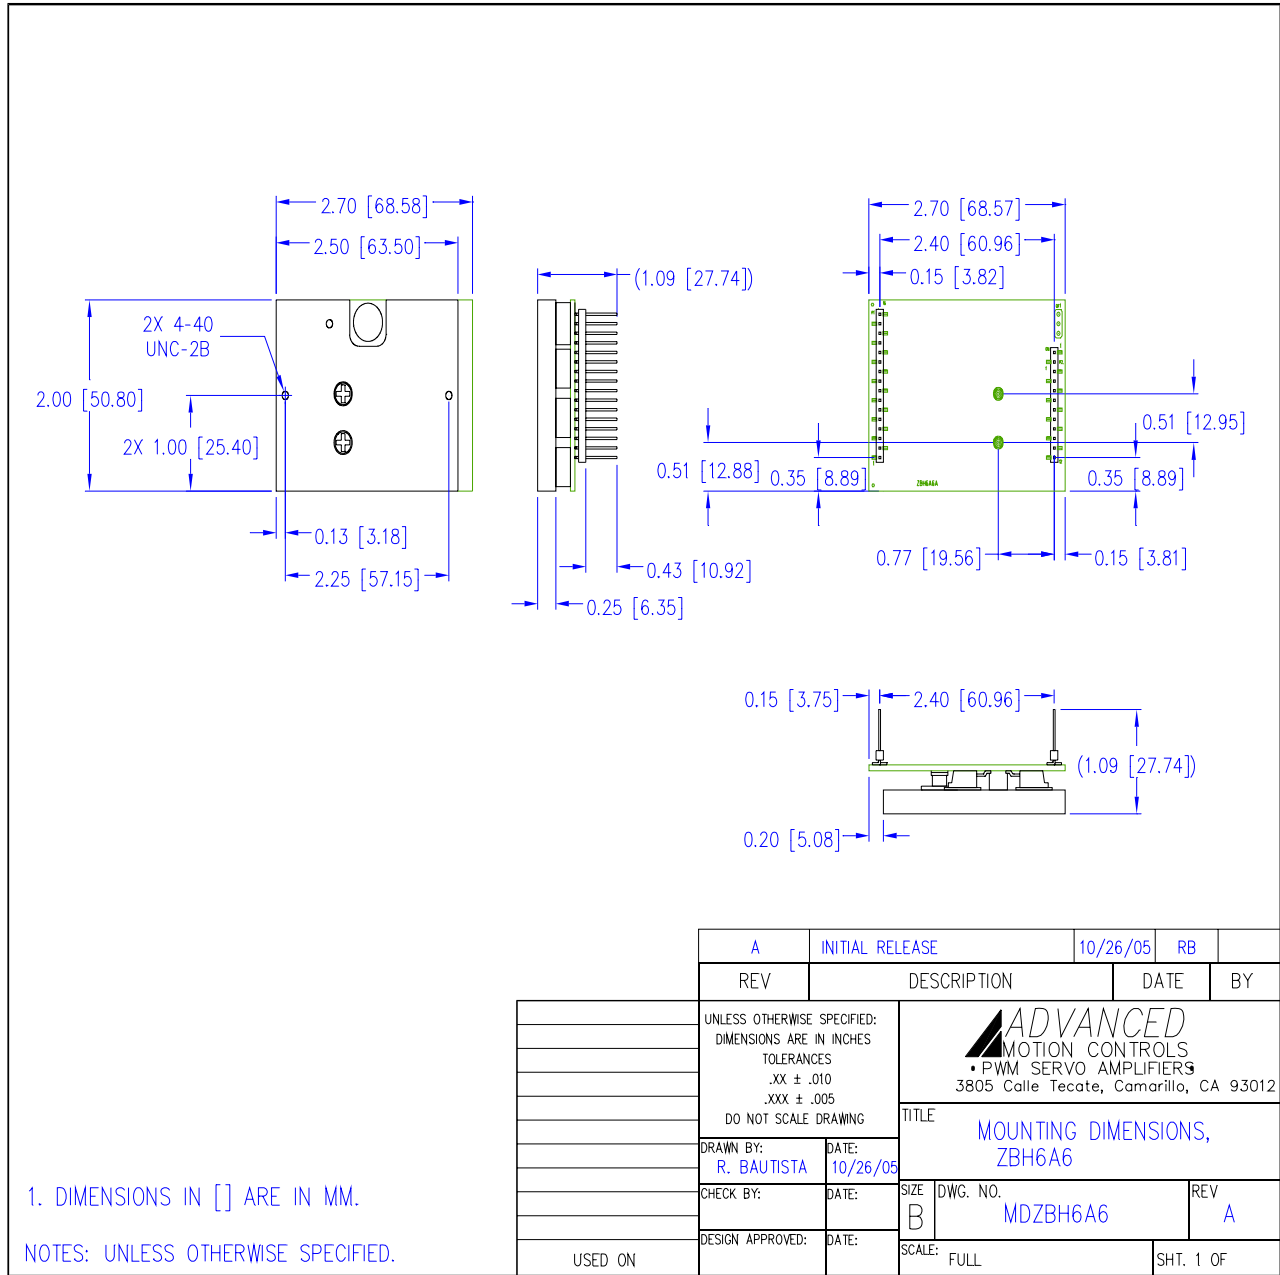 2.70 [68.58]
2.50 [63.50]
2X 4-40
UNC-2B
2.00 [50.80]
2X 1.00 [25.40]
0.13 [3.18]
2.25 [57.15]
(1.09 [27.74])
0.43 [10.92]
0.25 [6.35]
2.70 [68.57]
2.40 [60.96]
0.15 [3.82]
0.51 [12.95]
0.51 [12.88]
0.35 [8.89]
0.35 [8.89]
ZBH6A6A
0.77 [19.56]
0.15 [3.81]
0.15 [3.75]
2.40 [60.96]
(1.09 [27.74])
0.20 [5.08]
A INITIAL RELEASE 10/26/05 RB
REV DESCRIPTION DATE BY
UNLESS OTHERWISE SPECIFIED:
DIMENSIONS ARE IN INCHES
TOLERANCES
.XX ± .010
.XXX ± .005
DO NOT SCALE DRAWING
ADVANCED
MOTION CONTROLS
• PWM SERVO AMPLIFIERS •
3805 Calle Tecate, Camarillo, CA 93012
TITLE
MOUNTING DIMENSIONS,
ZBH6A6
DRAWN BY: DATE:
R. BAUTISTA 10/26/05
CHECK BY: DATE:
DESIGN APPROVED: DATE:
SIZE DWG. NO. REV
B MDZBH6A6 A
SCALE: FULL SHT. 1 OF
USED ON
1. DIMENSIONS IN [] ARE IN MM.
NOTES: UNLESS OTHERWISE SPECIFIED.